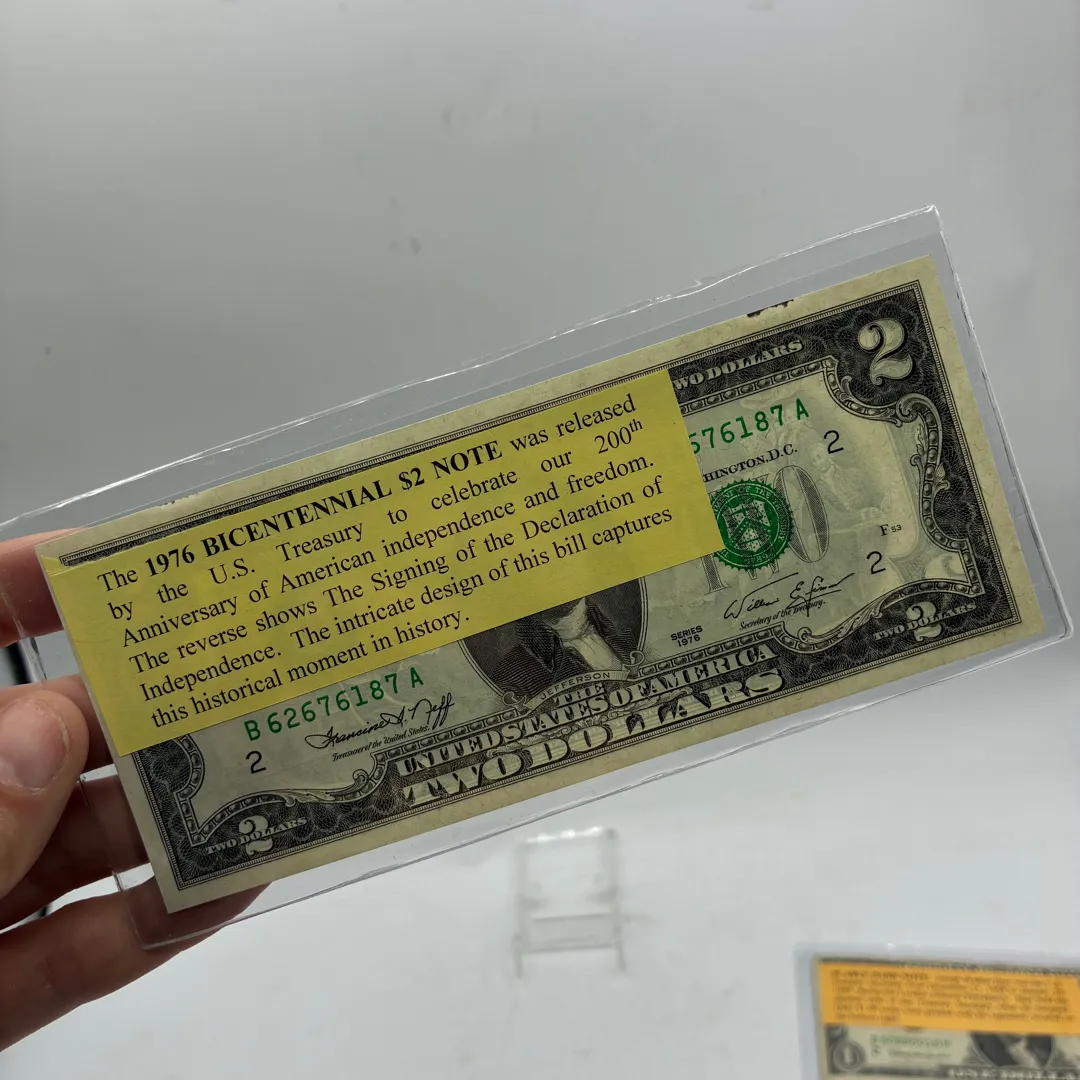 The 1976 BICENTENNIAL $2 NOTE was released
by the U.S. Treasury to celebrate our 200th
Anniversary of American independence and freedom.
The reverse shows The Signing of the Declaration of
Independence. The intricate design of this bill captures
this historical moment in history.
WO DOLLARS
2
576187 A
HINGTON, D.C.
2
F 53
2
SERIES
1976
Secretary of the Treasury.
TWO DOLLARS
2
JEFFERSON
B 62676187 A
2
Treasurer of the United States.
THE
UNITED STATES OF AMERICA
TWO DOLLARS
TWO DOLLARS
2